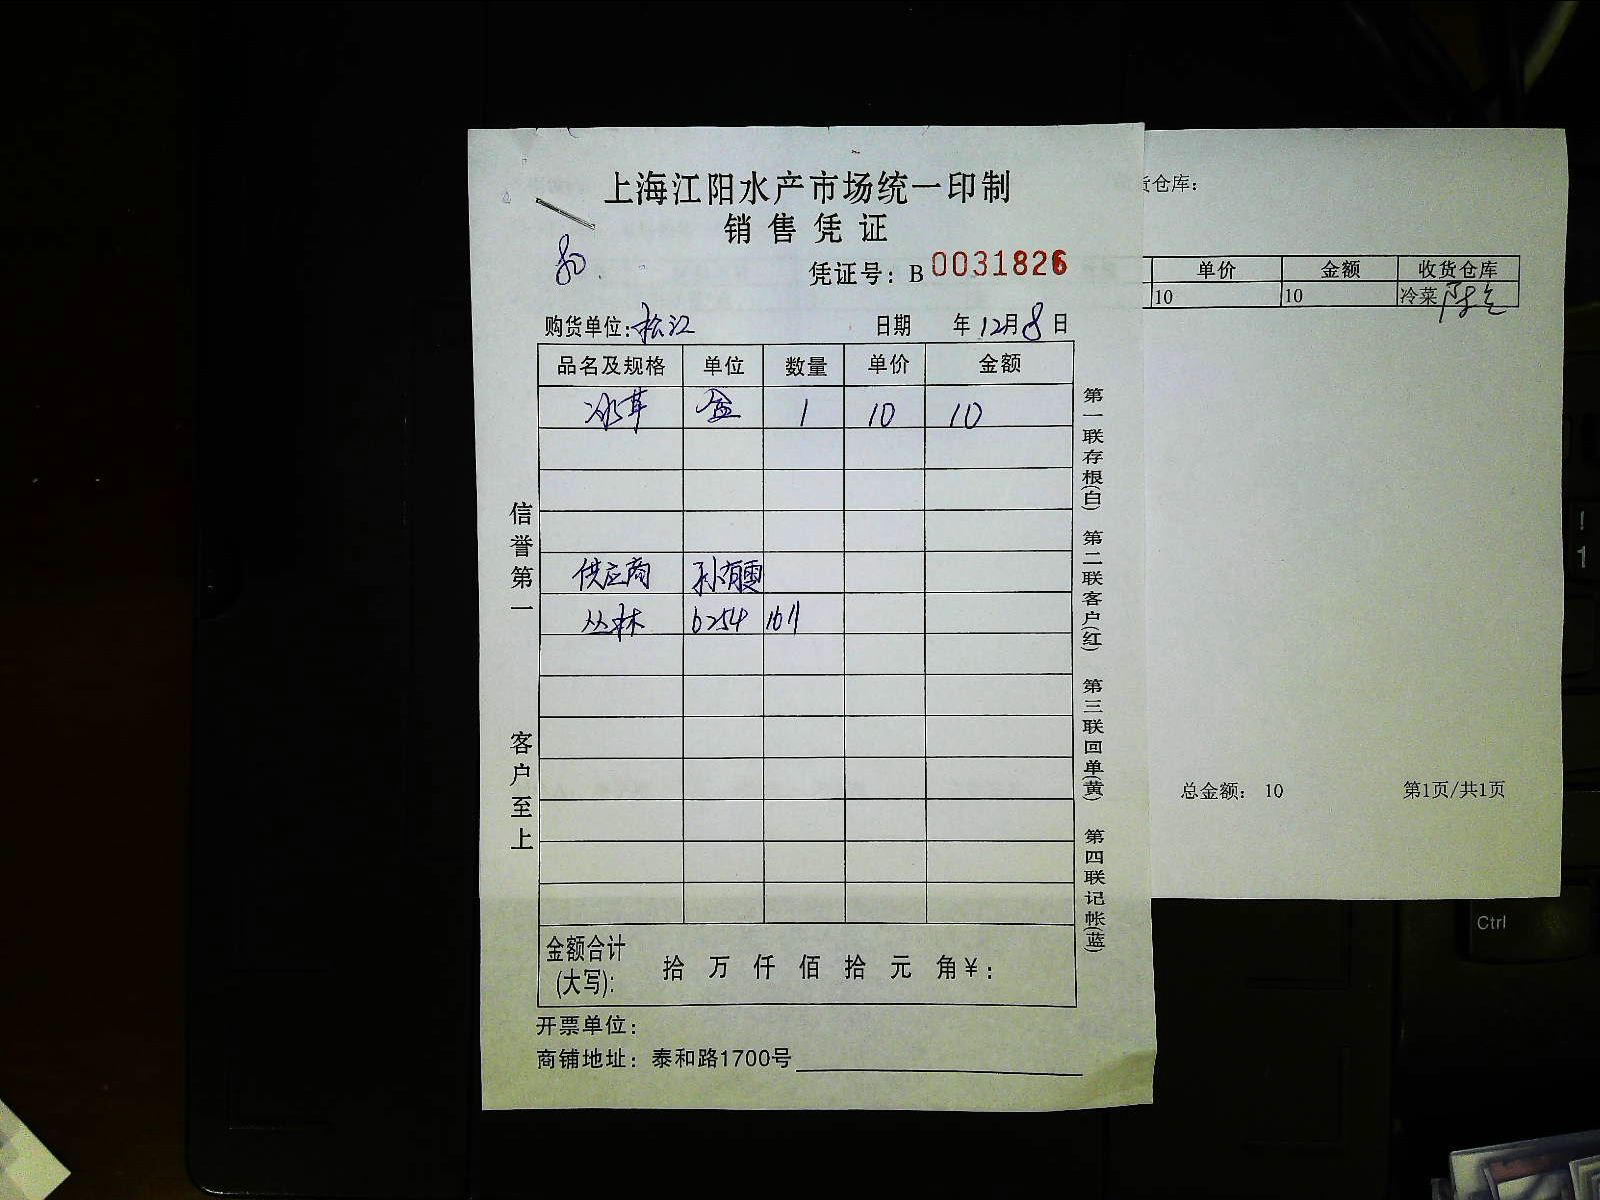 上海江阳水产市场统一印制
销售凭证
凭证号：B 0031826
购货单位：松江 日期 年12月8日
品名及规格 单位 数量 单价 金额
冰草 盒 1 10 10
供应商
丛林 6254 1611
金额合计(大写)： 拾 万 仟 佰 拾 元 角¥：
开票单位：
商铺地址：泰和路1700号
信誉第一 客户至上
第一联存根(白) 第二联客户(红) 第三联回单(黄) 第四联记帐(蓝)
货仓库：
单价 金额 收货仓库
10 10 冷菜
总金额： 10 第1页/共1页
Ctrl
!
1